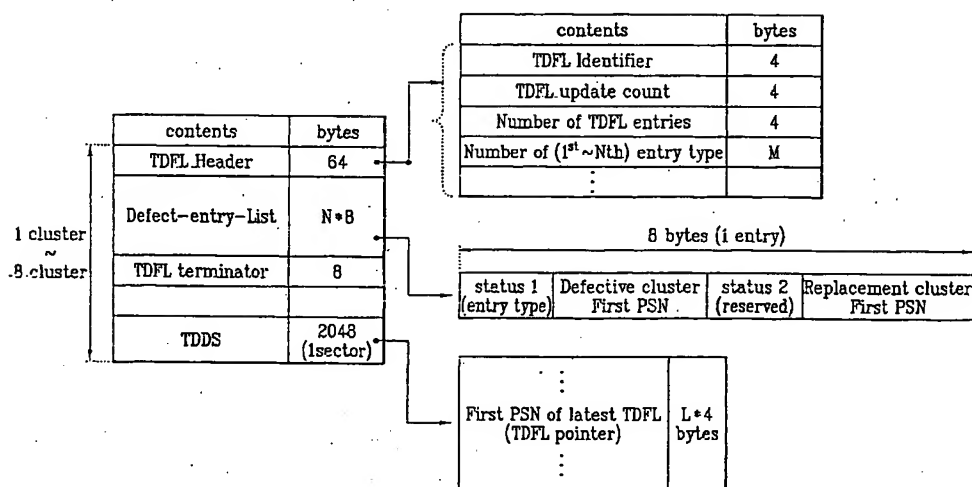 contents bytes
TDFL Identifier 4
TDFL update count 4
Number of TDFL entries 4
Number of (1st ~ Nth) entry type M
⋮
contents bytes
TDFL Header 64
Defect-entry-List N*8
TDFL terminator 8
TDDS 2048
(1sector)
1 cluster
~
8 cluster
8 bytes (1 entry)
status 1
(entry type)
Defective cluster
First PSN
status 2
(reserved)
Replacement cluster
First PSN
⋮
First PSN of latest TDFL
(TDFL pointer)
⋮
L*4
bytes